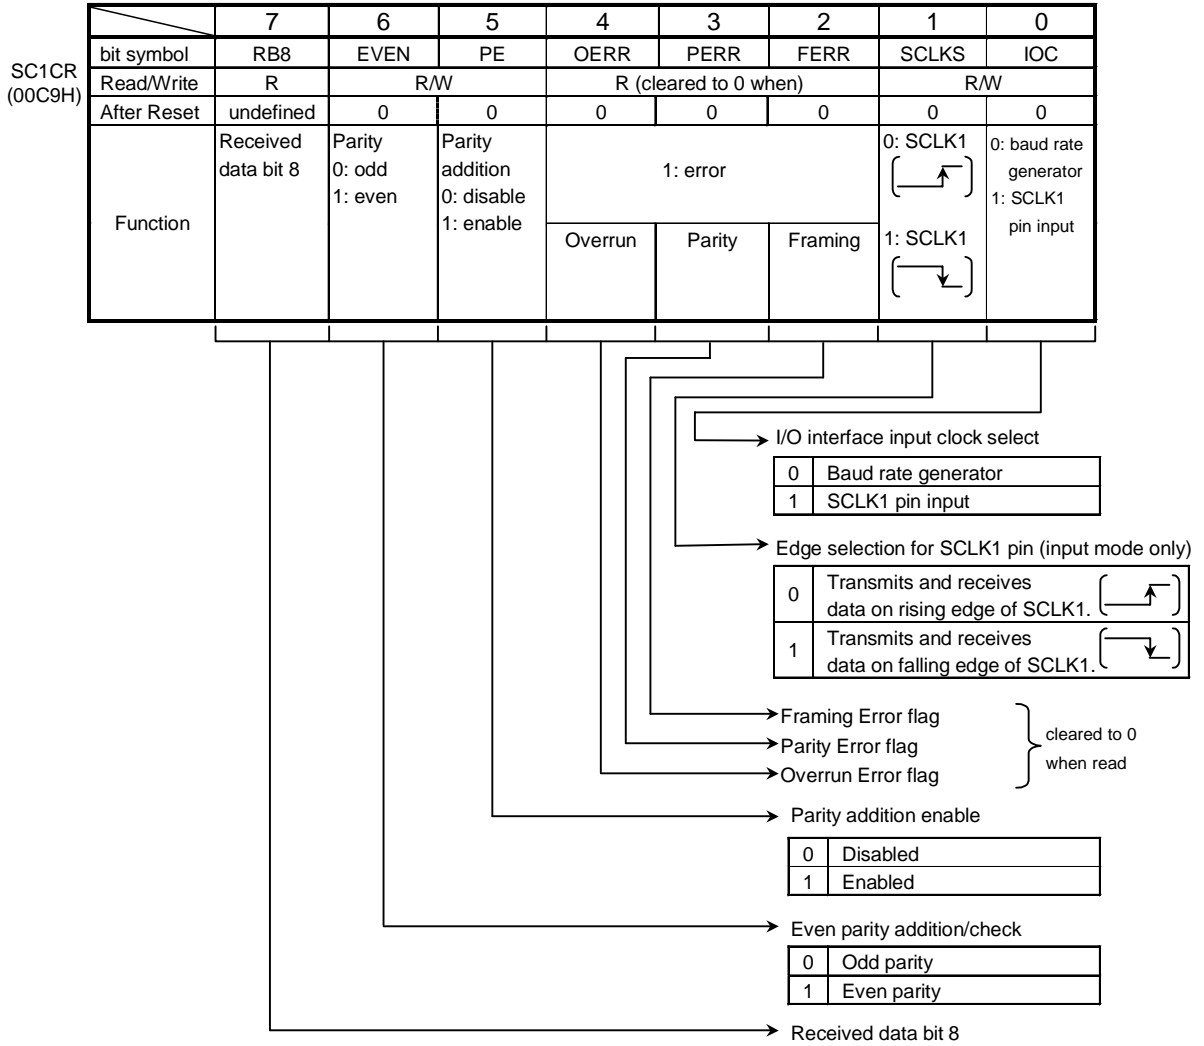 7 6 5 4 3 2 1 0
bit symbol RB8 EVEN PE OERR PERR FERR SCLKS IOC
SC1CR
(00C9H)
Read/Write R R/W R (cleared to 0 when) R/W
After Reset undefined 0 0 0 0 0 0 0
Function
Received
data bit 8
Parity
0: odd
1: even
Parity
addition
0: disable
1: enable
1: error
Overrun Parity Framing
0: SCLK1
1: SCLK1
0: baud rate
generator
1: SCLK1
pin input
I/O interface input clock select
0 Baud rate generator
1 SCLK1 pin input
Edge selection for SCLK1 pin (input mode only)
0 Transmits and receives
data on rising edge of SCLK1.
1 Transmits and receives
data on falling edge of SCLK1.
Framing Error flag
Parity Error flag
Overrun Error flag
cleared to 0
when read
Parity addition enable
0 Disabled
1 Enabled
Even parity addition/check
0 Odd parity
1 Even parity
Received data bit 8